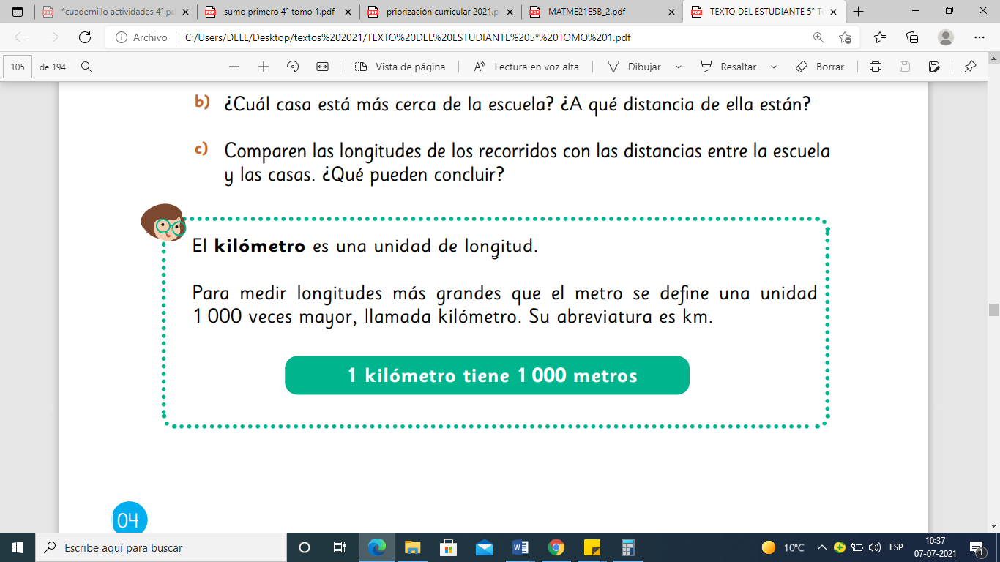 *cuadernillo actividades 4°.pd
sumo primero 4° tomo 1.pdf
priorización curricular 2021.p
MATME21E5B_2.pdf
TEXTO DEL ESTUDIANTE 5° T
Archivo
C:/Users/DELL/Desktop/textos%202021/TEXTO%20DEL%20ESTUDIANTE%205°%20TOMO%201.pdf
105 de 194
Vista de página
Lectura en voz alta
Dibujar
Resaltar
Borrar
b) ¿Cuál casa está más cerca de la escuela? ¿A qué distancia de ella están?
c) Comparen las longitudes de los recorridos con las distancias entre la escuela
y las casas. ¿Qué pueden concluir?
El kilómetro es una unidad de longitud.
Para medir longitudes más grandes que el metro se define una unidad
1 000 veces mayor, llamada kilómetro. Su abreviatura es km.
1 kilómetro tiene 1 000 metros
104
Escribe aquí para buscar
10°C
ESP
10:37
07-07-2021
1